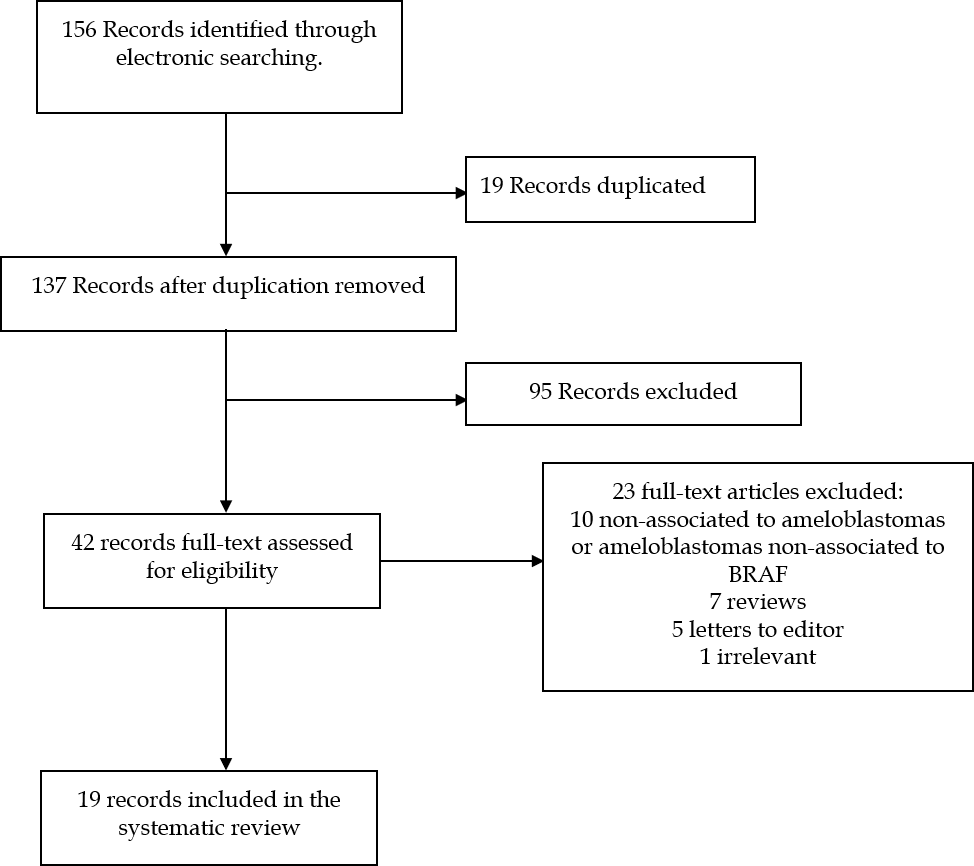 156 Records identified through
electronic searching.
19 Records duplicated
137 Records after duplication removed
95 Records excluded
42 records full-text assessed
for eligibility
23 full-text articles excluded:
10 non-associated to ameloblastomas
or ameloblastomas non-associated to
BRAF
7 reviews
5 letters to editor
1 irrelevant
19 records included in the
systematic review